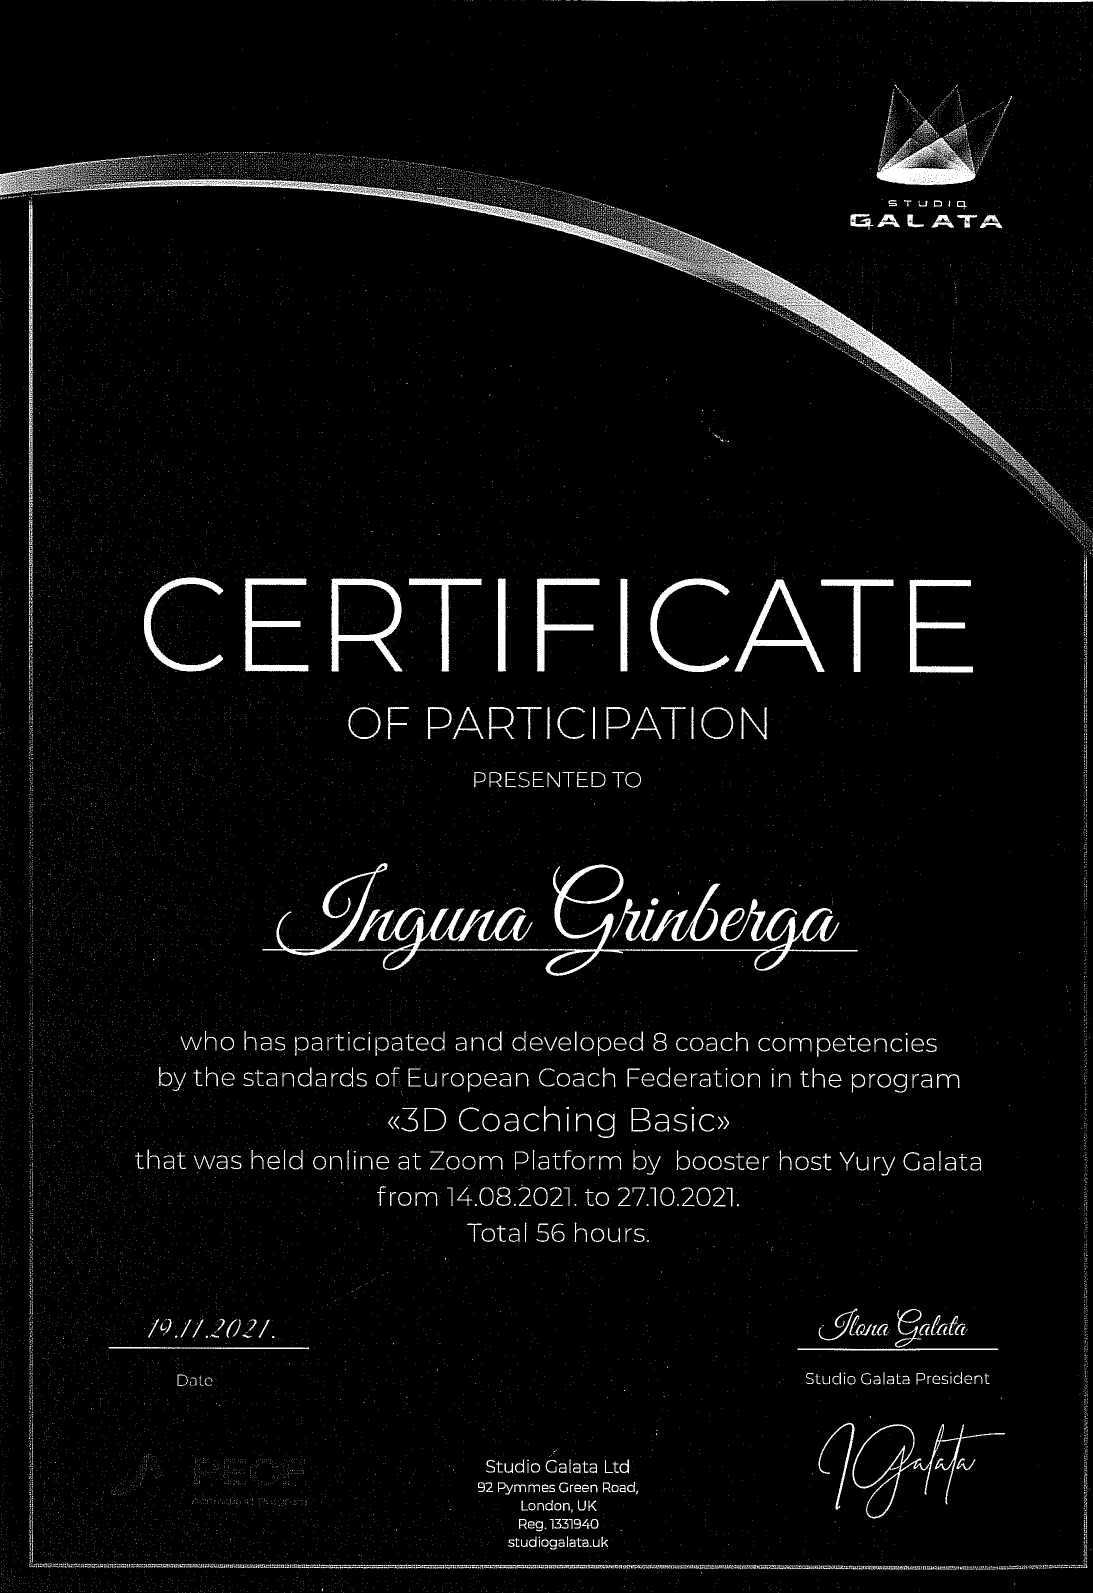 STUDIO
GALATA
CERTIFICATE
OF PARTICIPATION
PRESENTED TO
Inguna Grinberga
who has participated and developed 8 coach competencies
by the standards of European Coach Federation in the program
«3D Coaching Basic»
that was held online at Zoom Platform by booster host Yury Galata
from 14.08.2021. to 27.10.2021.
Total 56 hours.
19.11.2021.
Date
Ilona Galata
Studio Galata President
IGalata
Studio Galata Ltd
92 Pymmes Green Road,
London, UK
Reg. 1331940
studiogalata.uk